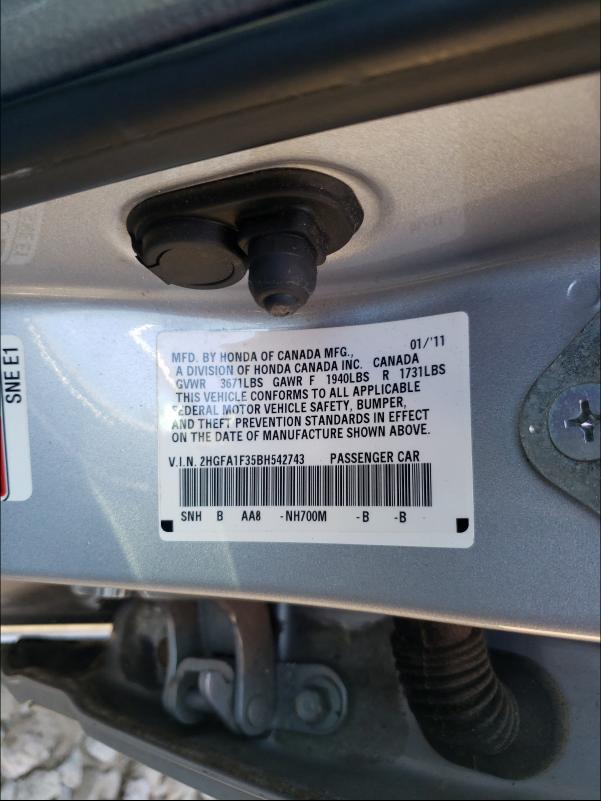 01/'11
MFD. BY HONDA OF CANADA MFG.,
A DIVISION OF HONDA CANADA INC. CANADA
GVWR 3671LBS GAWR F 1940LBS R 1731LBS
THIS VEHICLE CONFORMS TO ALL APPLICABLE
FEDERAL MOTOR VEHICLE SAFETY, BUMPER,
AND THEFT PREVENTION STANDARDS IN EFFECT
ON THE DATE OF MANUFACTURE SHOWN ABOVE.
V.I.N. 2HGFA1F35BH542743 PASSENGER CAR
SNH B AA8 -NH700M -B -B -
SNE E1